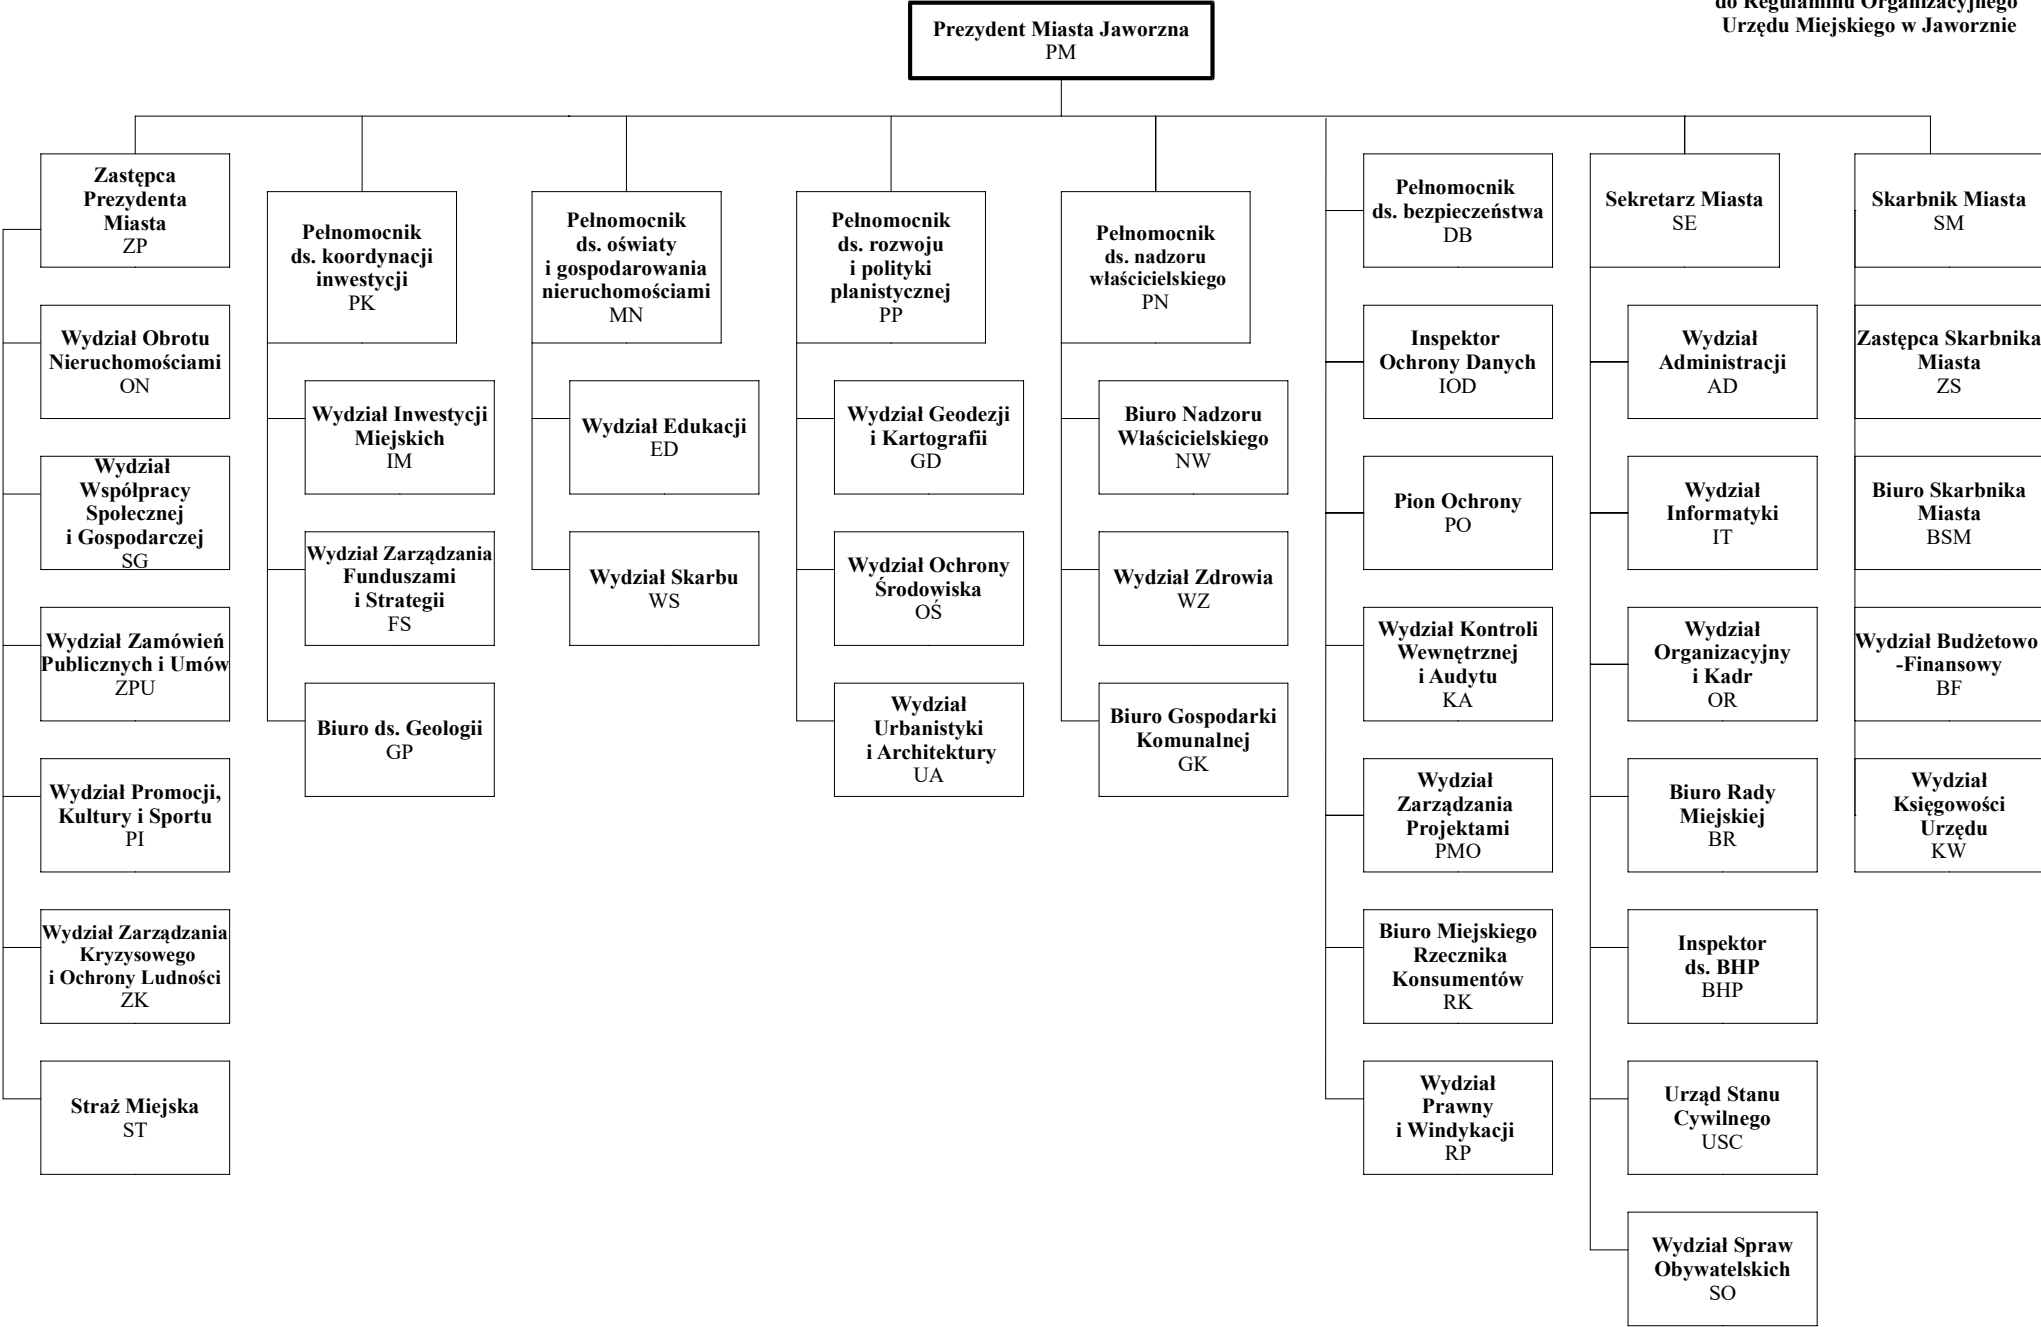 do Regulaminu Organizacyjnego
Urzędu Miejskiego w Jaworznie
Prezydent Miasta Jaworzna
PM
Zastępca
Prezydenta
Miasta
ZP
Wydział Obrotu
Nieruchomościami
ON
Wydział
Współpracy
Społecznej
i Gospodarczej
SG
Wydział Zamówień
Publicznych i Umów
ZPU
Wydział Promocji,
Kultury i Sportu
PI
Wydział Zarządzania
Kryzysowego
i Ochrony Ludności
ZK
Straż Miejska
ST
Pełnomocnik
ds. koordynacji
inwestycji
PK
Wydział Inwestycji
Miejskich
IM
Wydział Zarządzania
Funduszami
i Strategii
FS
Biuro ds. Geologii
GP
Pełnomocnik
ds. oświaty
i gospodarowania
nieruchomościami
MN
Wydział Edukacji
ED
Wydział Skarbu
WS
Pełnomocnik
ds. rozwoju
i polityki
planistycznej
PP
Wydział Geodezji
i Kartografii
GD
Wydział Ochrony
Środowiska
OŚ
Wydział
Urbanistyki
i Architektury
UA
Pełnomocnik
ds. nadzoru
właścicielskiego
PN
Biuro Nadzoru
Właścicielskiego
NW
Wydział Zdrowia
WZ
Biuro Gospodarki
Komunalnej
GK
Pełnomocnik
ds. bezpieczeństwa
DB
Inspektor
Ochrony Danych
IOD
Pion Ochrony
PO
Wydział Kontroli
Wewnętrznej
i Audytu
KA
Wydział
Zarządzania
Projektami
PMO
Biuro Miejskiego
Rzecznika
Konsumentów
RK
Wydział
Prawny
i Windykacji
RP
Sekretarz Miasta
SE
Wydział
Administracji
AD
Wydział
Informatyki
IT
Wydział
Organizacyjny
i Kadr
OR
Biuro Rady
Miejskiej
BR
Inspektor
ds. BHP
BHP
Urząd Stanu
Cywilnego
USC
Wydział Spraw
Obywatelskich
SO
Skarbnik Miasta
SM
Zastępca Skarbnika
Miasta
ZS
Biuro Skarbnika
Miasta
BSM
Wydział Budżetowo
-Finansowy
BF
Wydział
Księgowości
Urzędu
KW